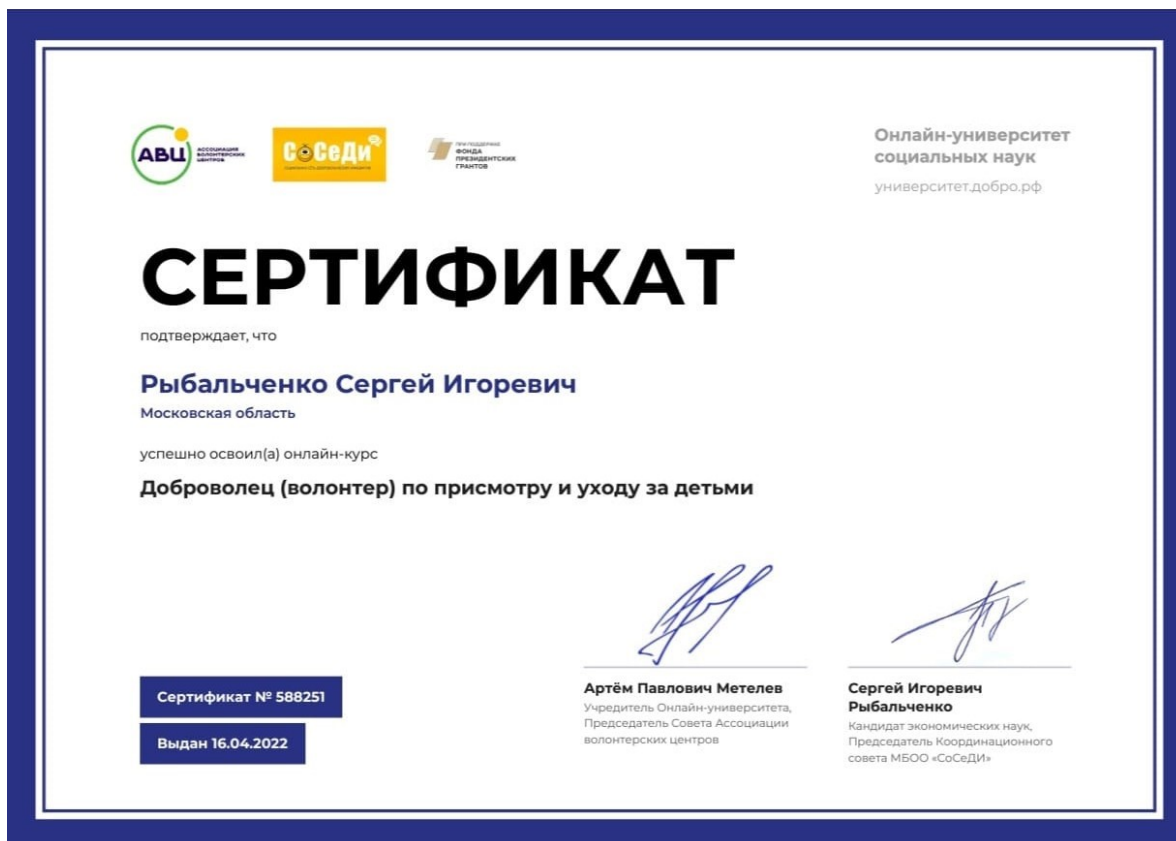 АВЦ
АССОЦИАЦИЯ
ВОЛОНТЕРСКИХ
ЦЕНТРОВ
СоСеДи
ПРИ ПОДДЕРЖКЕ
ФОНДА
ПРЕЗИДЕНТСКИХ
ГРАНТОВ
Онлайн-университет
социальных наук
университет.добро.рф
СЕРТИФИКАТ
подтверждает, что
Рыбальченко Сергей Игоревич
Московская область
успешно освоил(а) онлайн-курс
Доброволец (волонтер) по присмотру и уходу за детьми
Сертификат № 588251
Выдан 16.04.2022
Артём Павлович Метелев
Учредитель Онлайн-университета,
Председатель Совета Ассоциации
волонтерских центров
Сергей Игоревич
Рыбальченко
Кандидат экономических наук,
Председатель Координационного
совета МБОО «СоСеДИ»